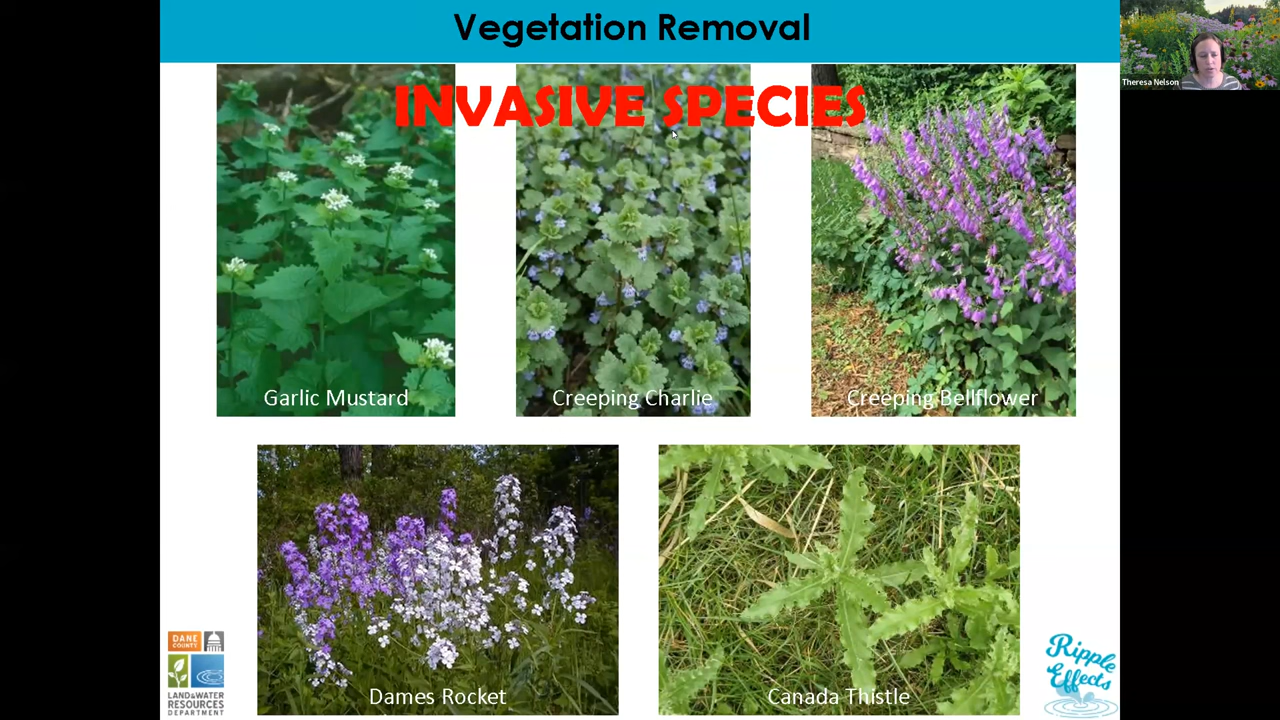 Vegetation Removal
Theresa Nelson
INVASIVE SPECIES
Garlic Mustard
Creeping Charlie
Creeping Bellflower
Dames Rocket
Canada Thistle
DANE
COUNTY
LAND & WATER
RESOURCES
DEPARTMENT
Ripple
Effects